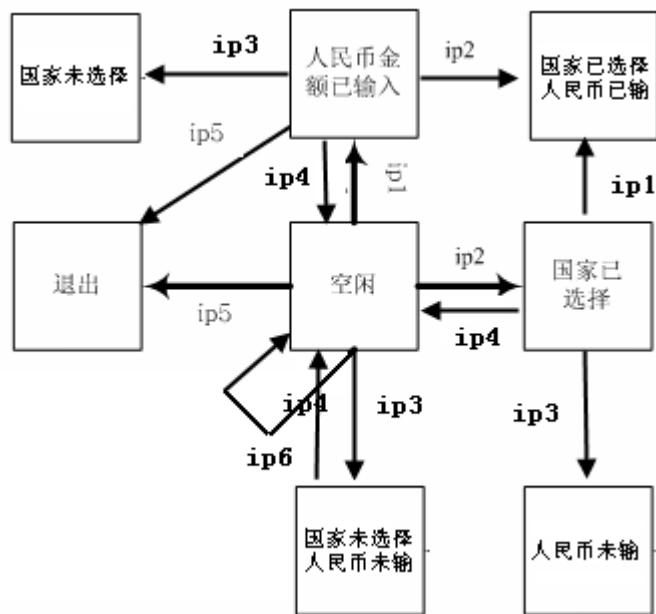 ip3
人民币金
额已输入
ip2
国家未选择
国家已选择
人民币已输
ip5
ip4
ip1
ip1
退出
ip5
空闲
ip2
国家已
选择
ip4
ip4
ip3
ip3
ip6
国家未选择
人民币未输
人民币未输